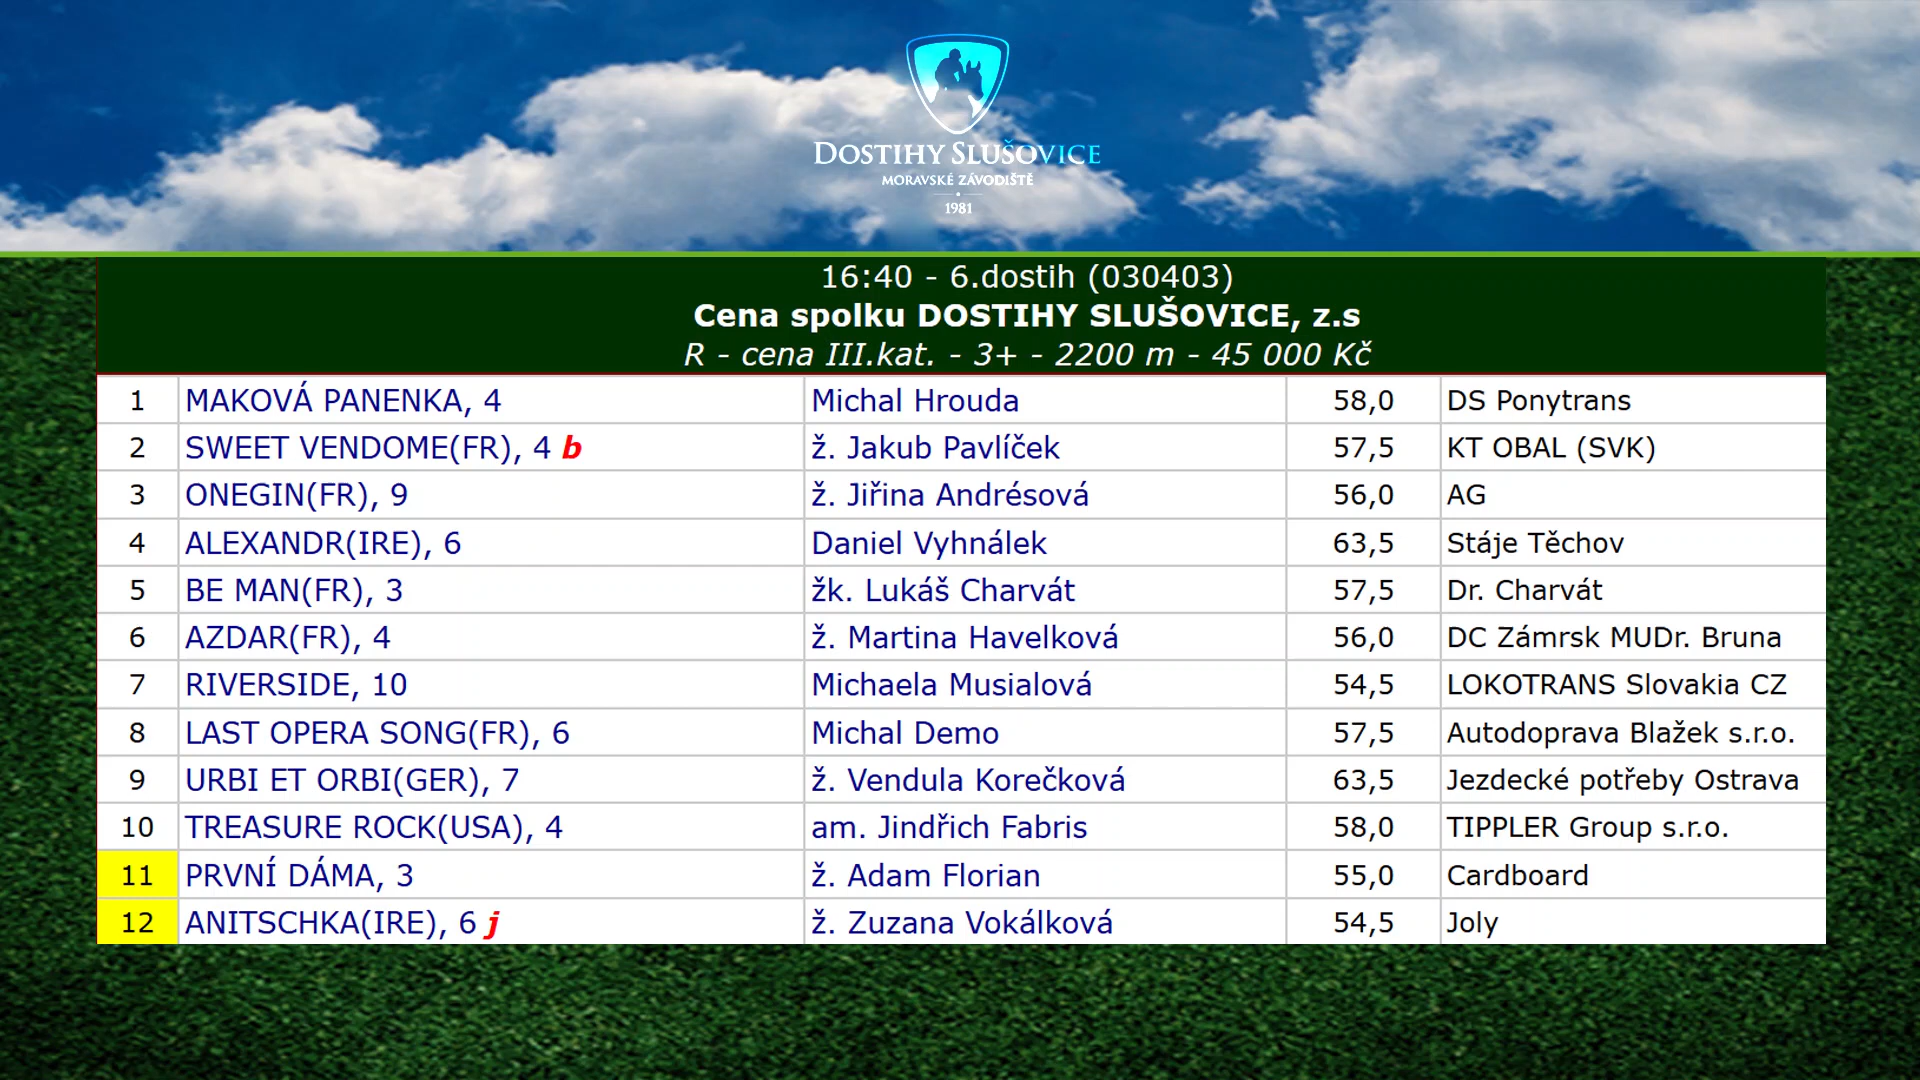 DOSTIHY SLUŠOVICE
MORAVSKÉ ZÁVODIŠTĚ
1981
16:40 - 6.dostih (030403)
Cena spolku DOSTIHY SLUŠOVICE, z.s
R - cena III.kat. - 3+ - 2200 m - 45 000 Kč
1 MAKOVÁ PANENKA, 4 Michal Hrouda 58,0 DS Ponytrans
2 SWEET VENDOME(FR), 4 b ž. Jakub Pavlíček 57,5 KT OBAL (SVK)
3 ONEGIN(FR), 9 ž. Jiřina Andrésová 56,0 AG
4 ALEXANDR(IRE), 6 Daniel Vyhnálek 63,5 Stáje Těchov
5 BE MAN(FR), 3 žk. Lukáš Charvát 57,5 Dr. Charvát
6 AZDAR(FR), 4 ž. Martina Havelková 56,0 DC Zámrsk MUDr. Bruna
7 RIVERSIDE, 10 Michaela Musialová 54,5 LOKOTRANS Slovakia CZ
8 LAST OPERA SONG(FR), 6 Michal Demo 57,5 Autodoprava Blažek s.r.o.
9 URBI ET ORBI(GER), 7 ž. Vendula Korečková 63,5 Jezdecké potřeby Ostrava
10 TREASURE ROCK(USA), 4 am. Jindřich Fabris 58,0 TIPPLER Group s.r.o.
11 PRVNÍ DÁMA, 3 ž. Adam Florian 55,0 Cardboard
12 ANITSCHKA(IRE), 6 j ž. Zuzana Vokálková 54,5 Joly